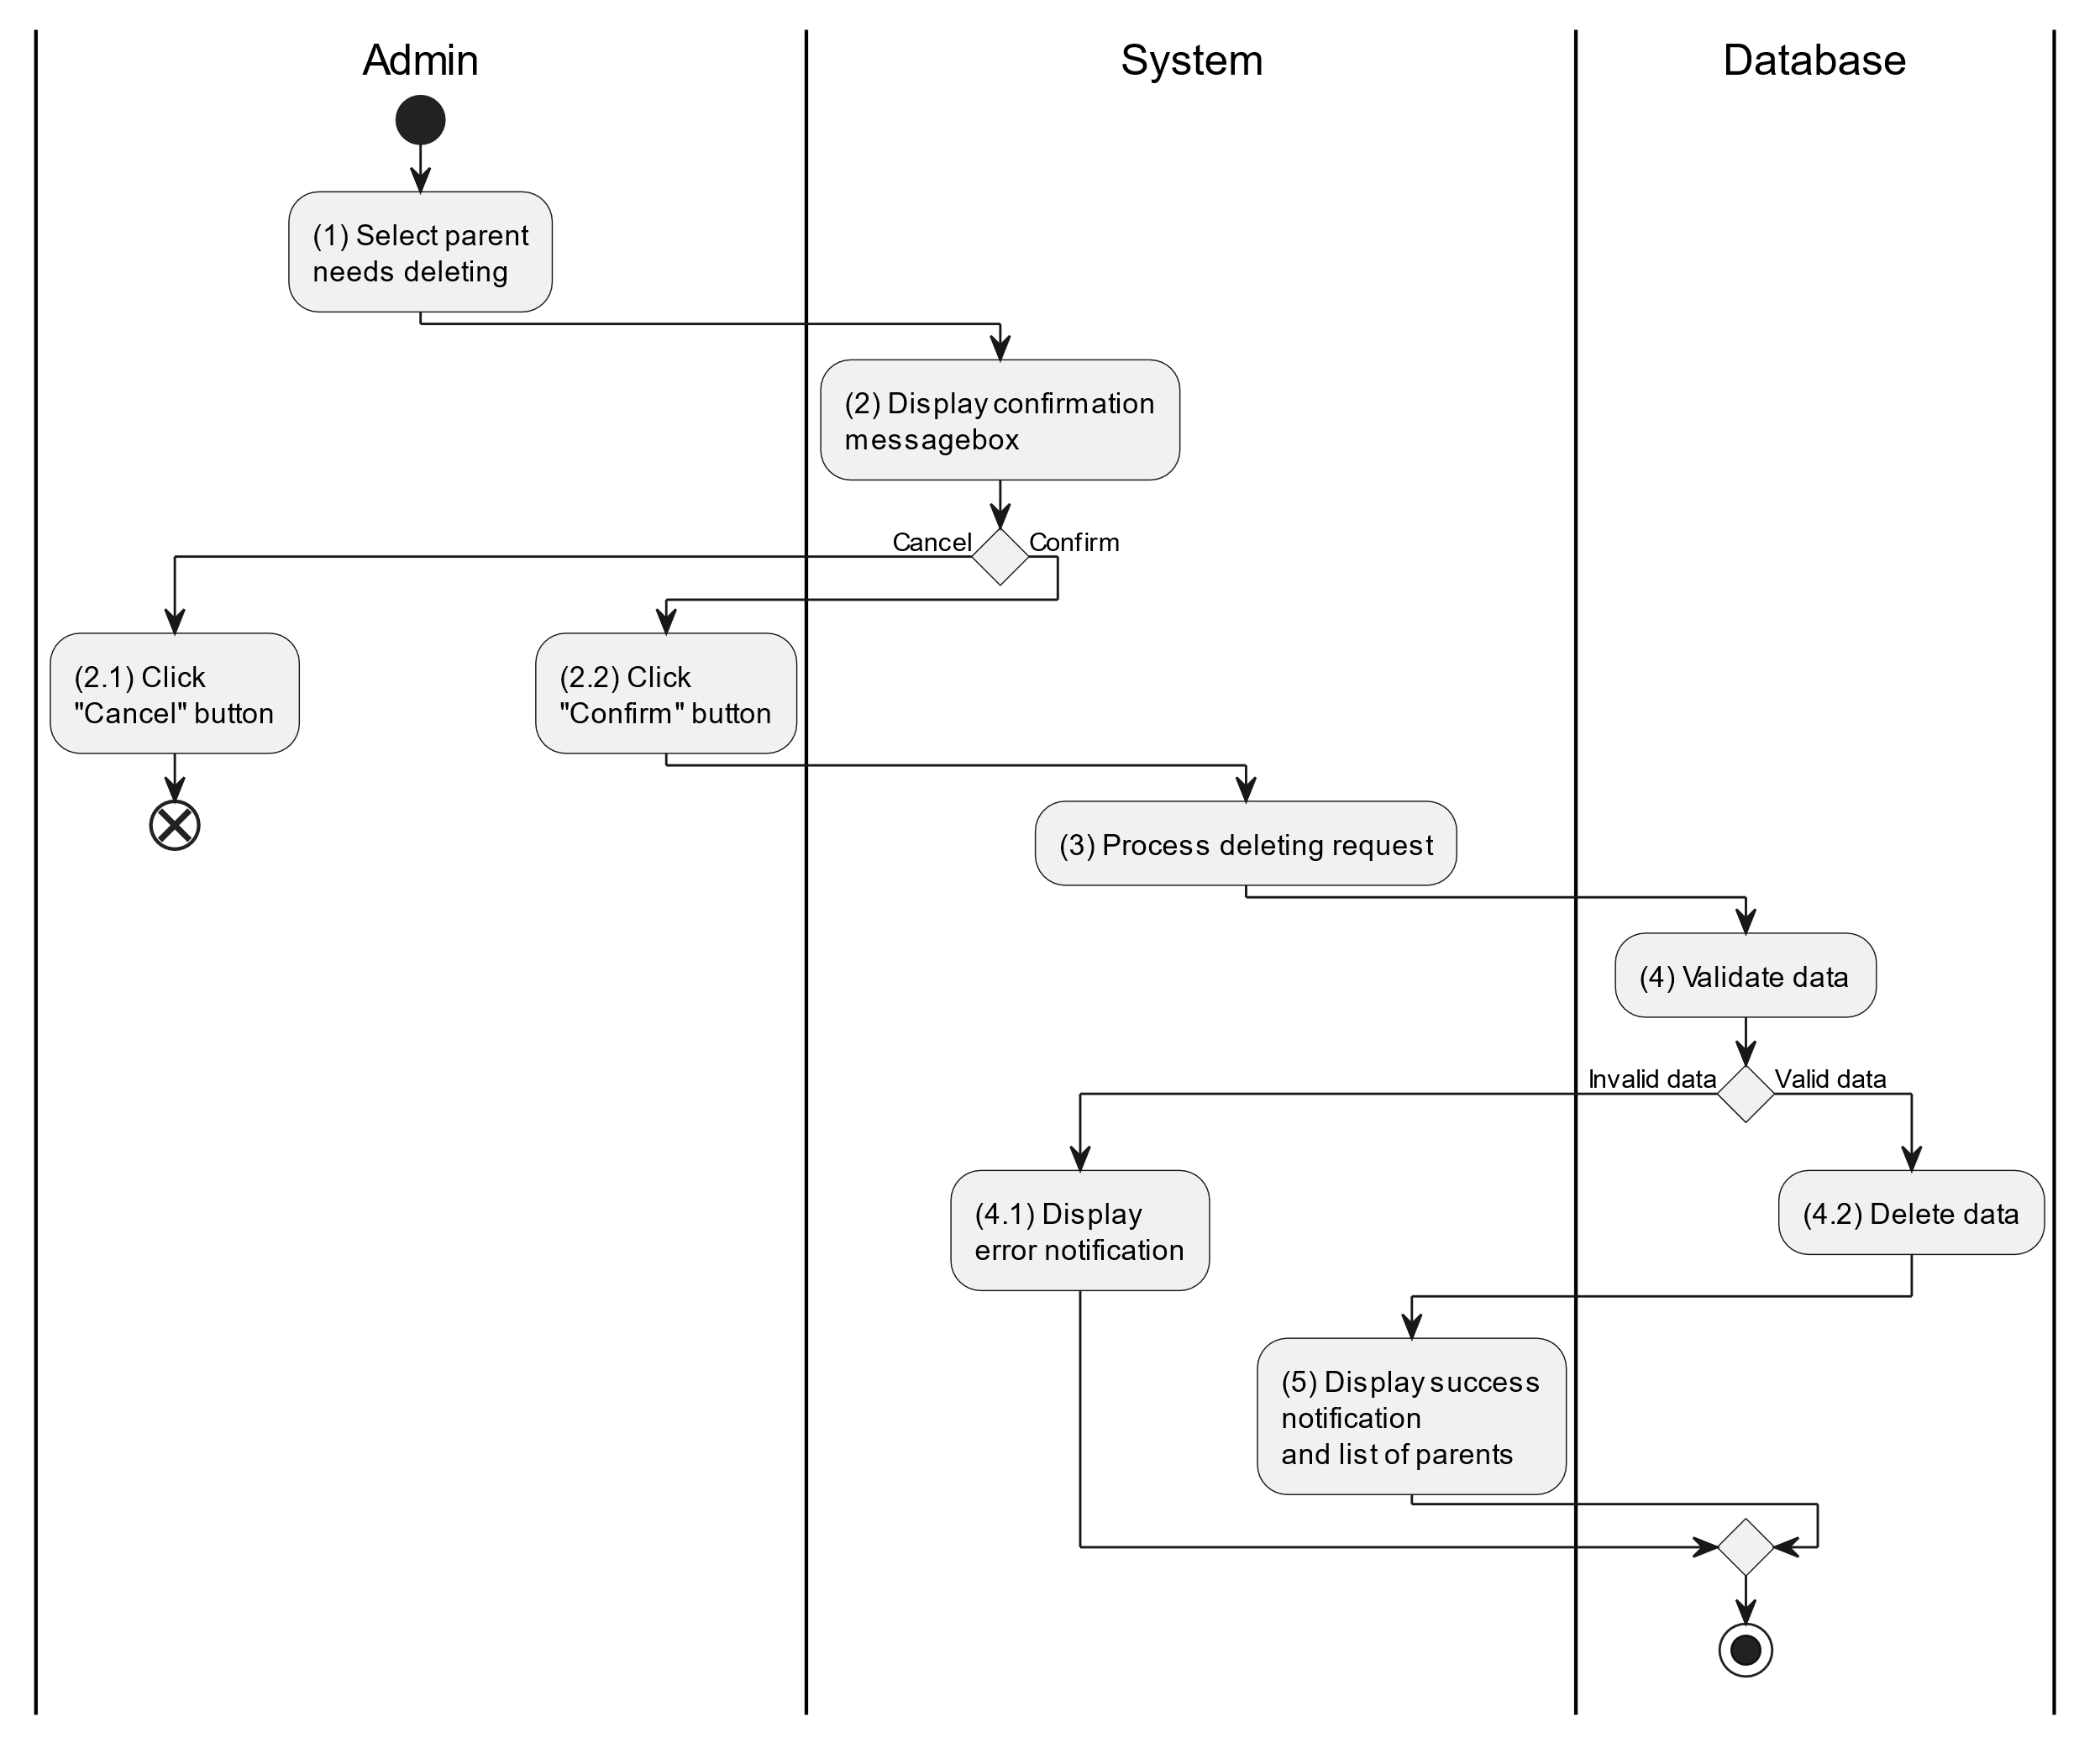 Admin
System
Database
(1) Select parent
needs deleting
(2) Display confirmation
messagebox
Cancel
Confirm
(2.1) Click
"Cancel" button
(2.2) Click
"Confirm" button
(3) Process deleting request
(4) Validate data
Invalid data
Valid data
(4.1) Display
error notification
(4.2) Delete data
(5) Display success
notification
and list of parents